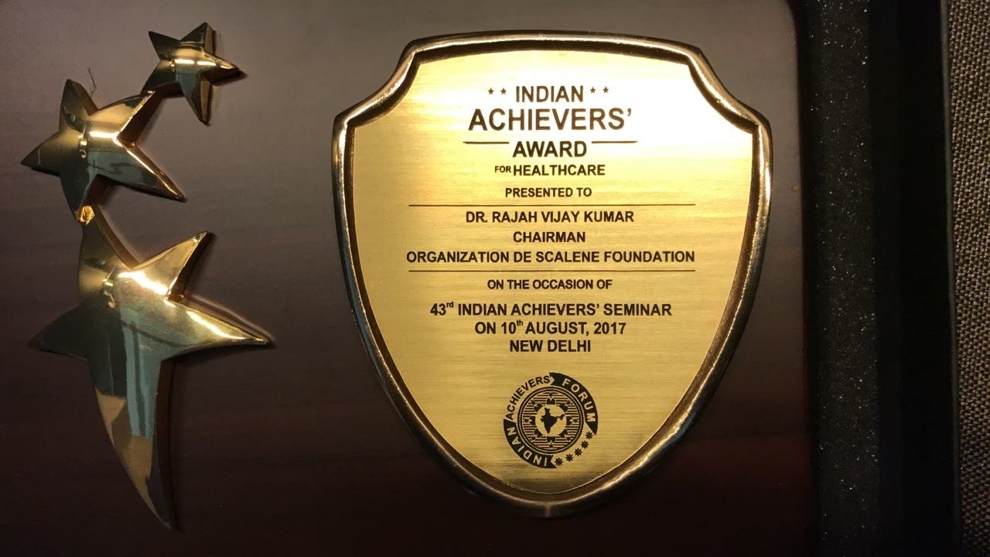 INDIAN
ACHIEVERS'
AWARD
FOR HEALTHCARE
PRESENTED TO
DR. RAJAH VIJAY KUMAR
CHAIRMAN
ORGANIZATION DE SCALENE FOUNDATION
ON THE OCCASION OF
43rd INDIAN ACHIEVERS' SEMINAR
ON 10th AUGUST, 2017
NEW DELHI
INDIAN ACHIEVERS' FORUM